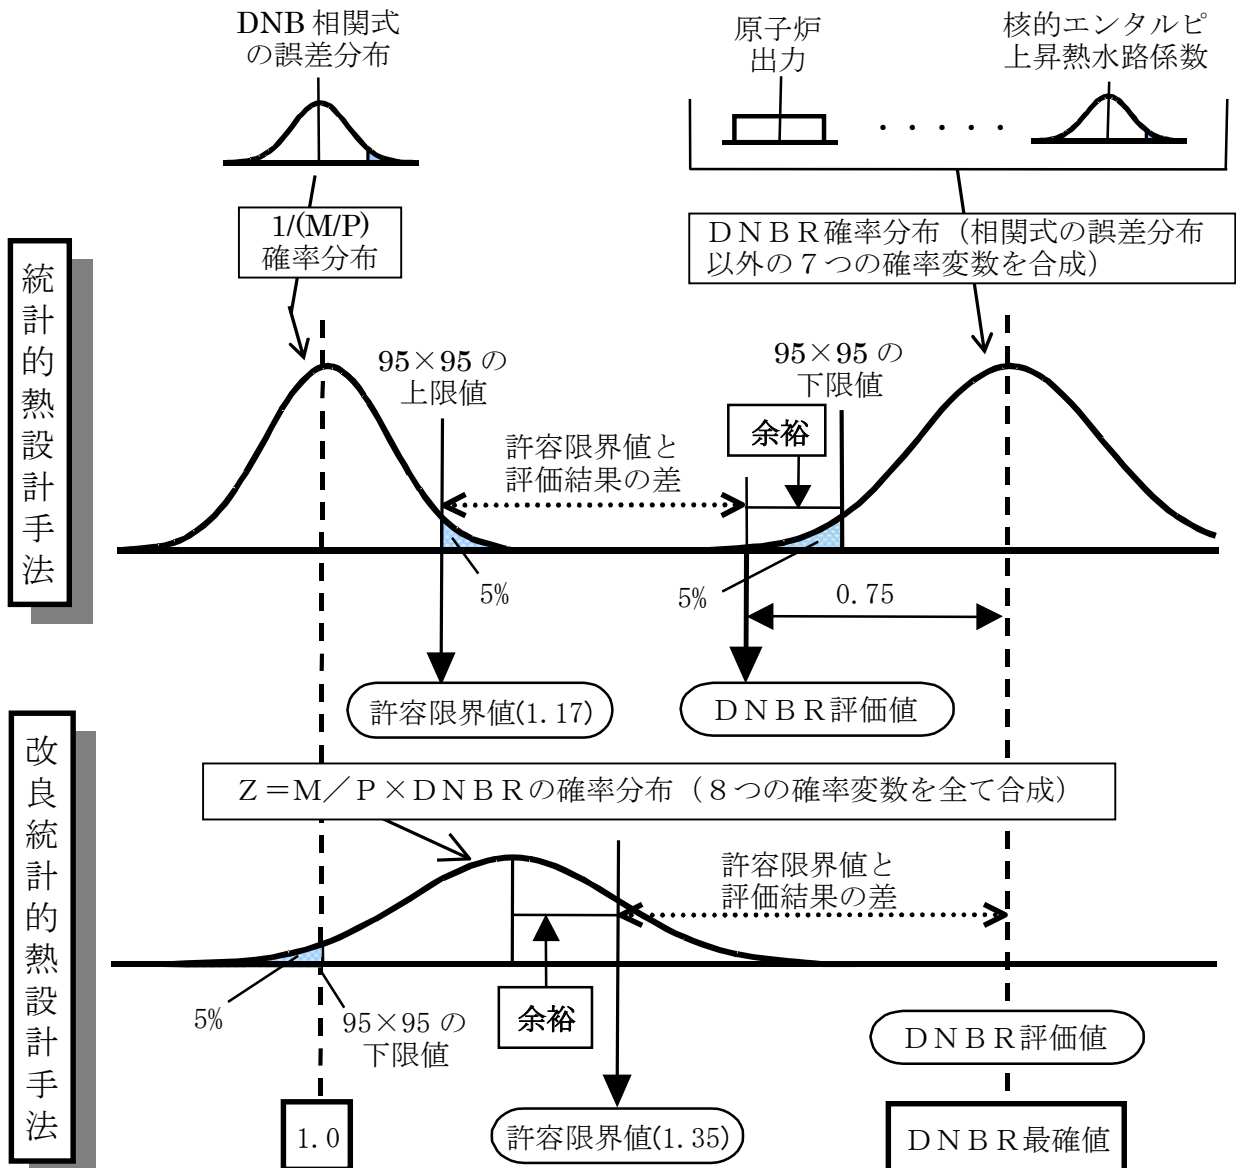 DNB 相関式
の誤差分布
原子炉
出力
核的エンタルピ
上昇熱水路係数
・・・・・
1/(M/P)
確率分布
DNBR確率分布（相関式の誤差分布
以外の７つの確率変数を合成）
統計的熱設計手法
95×95 の
上限値
95×95 の
下限値
余裕
許容限界値と
評価結果の差
5%
5%
0.75
許容限界値(1.17)
ＤＮＢＲ評価値
改良統計的熱設計手法
Ｚ＝Ｍ／Ｐ×ＤＮＢＲの確率分布（８つの確率変数を全て合成）
許容限界値と
評価結果の差
5%
95×95 の
下限値
余裕
ＤＮＢＲ評価値
1.0
許容限界値(1.35)
ＤＮＢＲ最確値